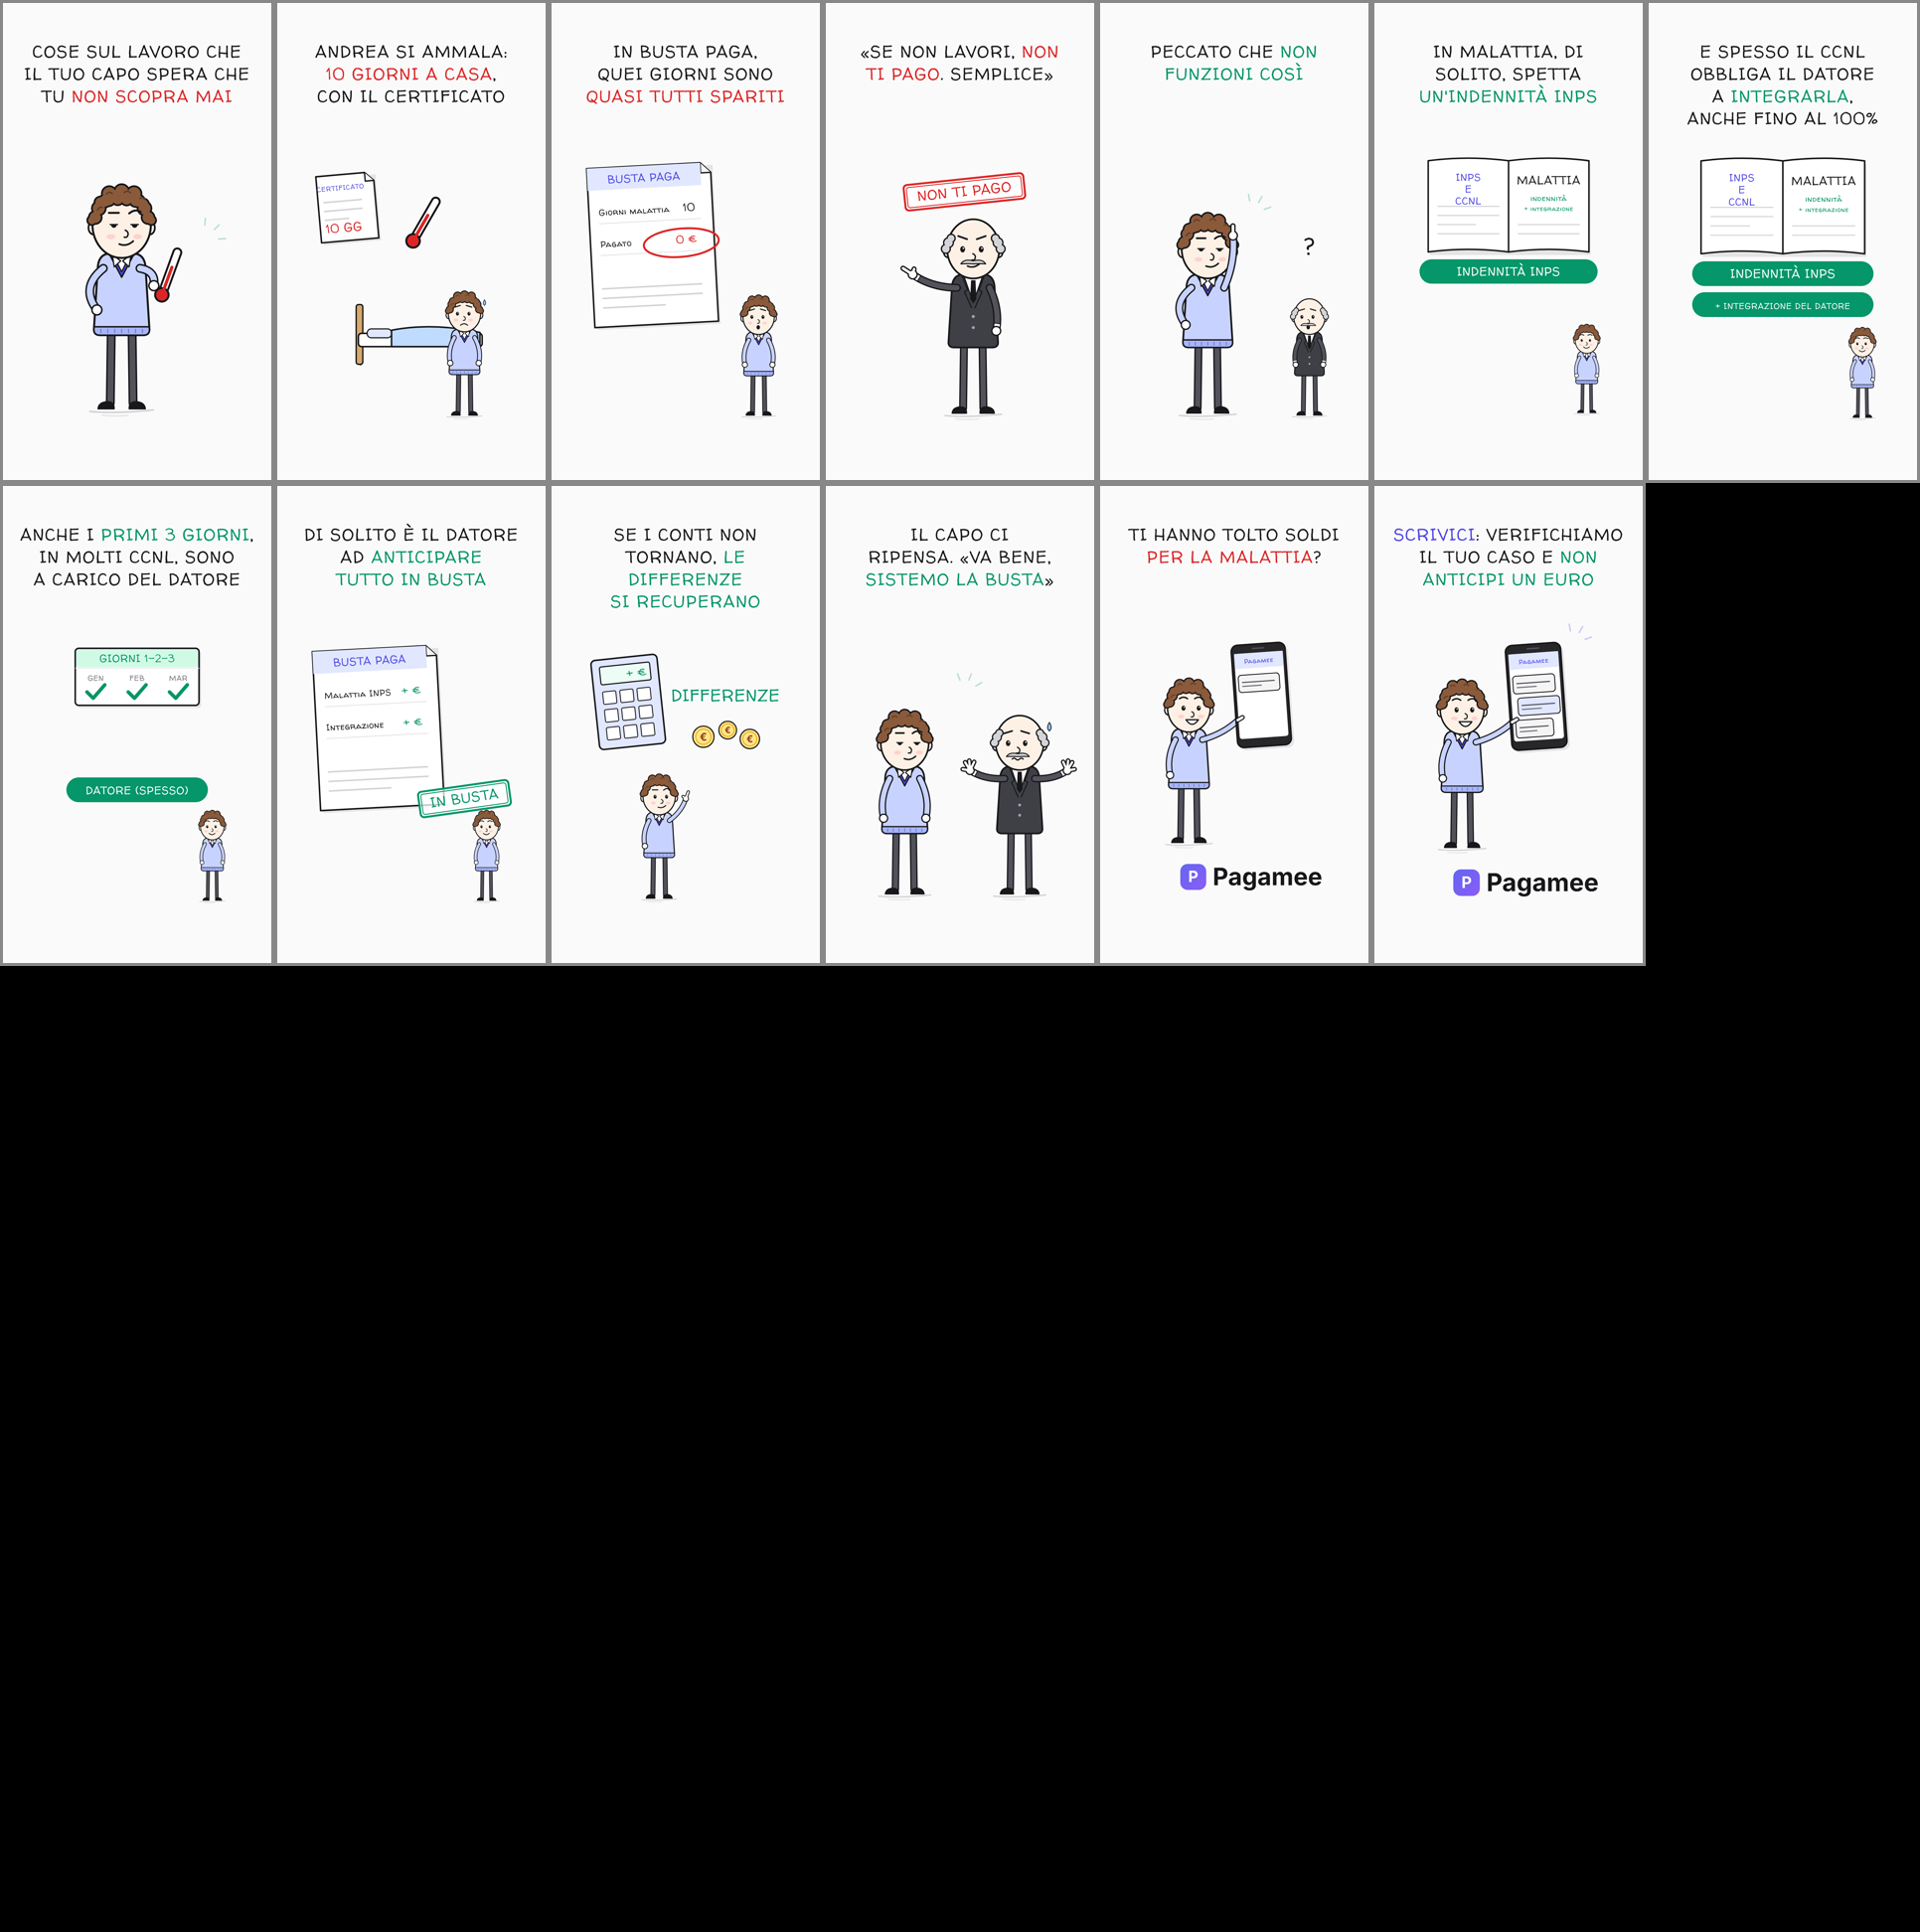 COSE SUL LAVORO CHE
IL TUO CAPO SPERA CHE
TU NON SCOPRA MAI
ANDREA SI AMMALA:
10 GIORNI A CASA,
CON IL CERTIFICATO
CERTIFICATO
10 GG
IN BUSTA PAGA,
QUEI GIORNI SONO
QUASI TUTTI SPARITI
BUSTA PAGA
GIORNI MALATTIA 10
PAGATO 0 €
«SE NON LAVORI, NON
TI PAGO. SEMPLICE»
NON TI PAGO
PECCATO CHE NON
FUNZIONI COSÌ
?
IN MALATTIA, DI
SOLITO, SPETTA
UN'INDENNITÀ INPS
INPS
E
CCNL
MALATTIA
INDENNITÀ
+ INTEGRAZIONE
INDENNITÀ INPS
E SPESSO IL CCNL
OBBLIGA IL DATORE
A INTEGRARLA,
ANCHE FINO AL 100%
INPS
E
CCNL
MALATTIA
INDENNITÀ
+ INTEGRAZIONE
INDENNITÀ INPS
+ INTEGRAZIONE DEL DATORE
ANCHE I PRIMI 3 GIORNI,
IN MOLTI CCNL, SONO
A CARICO DEL DATORE
GIORNI 1-2-3
GEN FEB MAR
DATORE (SPESSO)
DI SOLITO È IL DATORE
AD ANTICIPARE
TUTTO IN BUSTA
BUSTA PAGA
MALATTIA INPS + €
INTEGRAZIONE + €
IN BUSTA
SE I CONTI NON
TORNANO, LE
DIFFERENZE
SI RECUPERANO
+ €
DIFFERENZE
€ € €
IL CAPO CI
RIPENSA. «VA BENE,
SISTEMO LA BUSTA»
TI HANNO TOLTO SOLDI
PER LA MALATTIA?
PAGAMEE
P Pagamee
SCRIVICI: VERIFICHIAMO
IL TUO CASO E NON
ANTICIPI UN EURO
PAGAMEE
P Pagamee